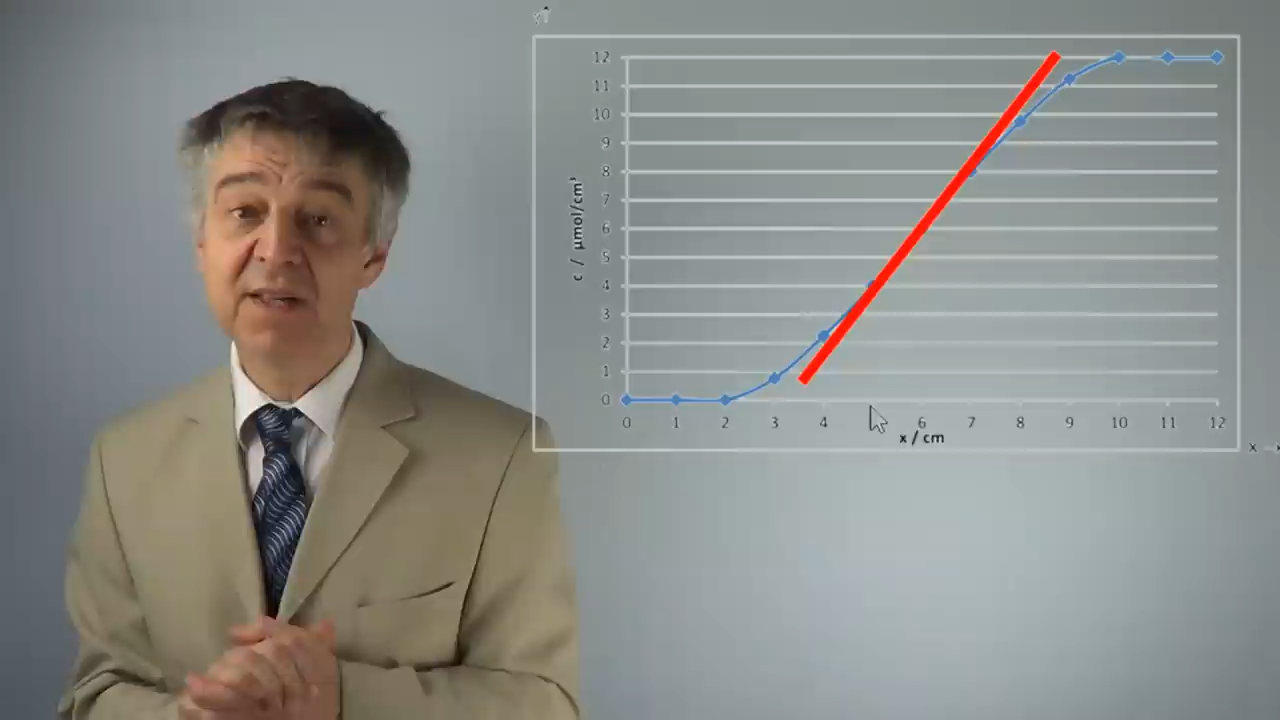 y↑
12
11
10
9
8
7
6
5
4
3
2
1
0
c / µmol/cm³
0 1 2 3 4 6 7 8 9 10 11 12
x / cm
x →